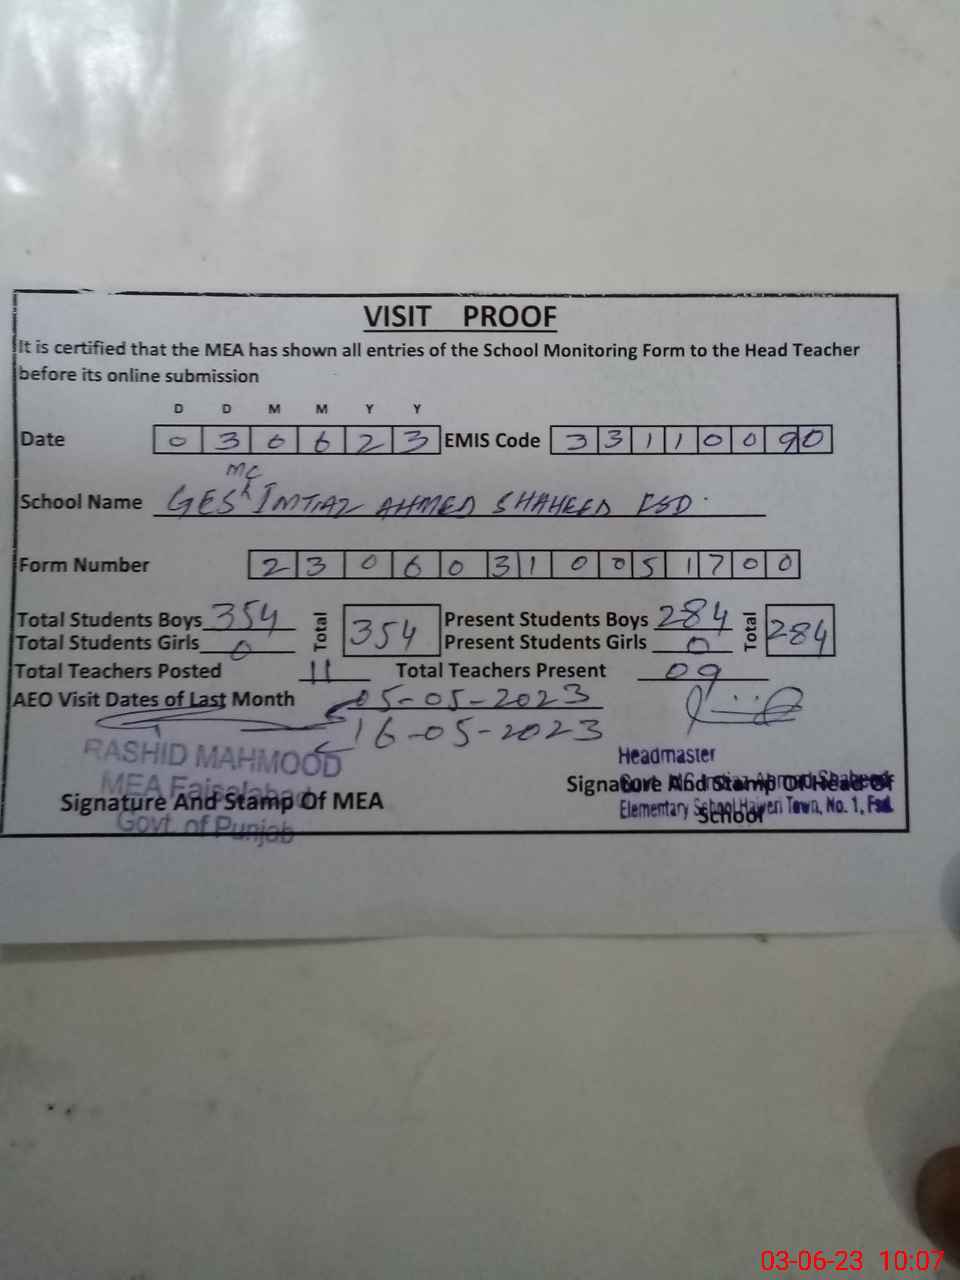 VISIT PROOF
It is certified that the MEA has shown all entries of the School Monitoring Form to the Head Teacher
before its online submission
D D M M Y Y
Date 0 3 0 6 2 3 EMIS Code 3 3 1 1 0 0 9 0
MC
School Name GES IMTIAZ AHMED SHAHEED FSD.
Form Number 2 3 0 6 0 3 1 0 0 5 1 7 0 0
Total Students Boys 354 Total 354 Present Students Boys 284 Total 284
Total Students Girls 0 Present Students Girls 0
Total Teachers Posted 11 Total Teachers Present 09
AEO Visit Dates of Last Month 05-05-2023
16-05-2023
RASHID MAHMOOD
MEA Faisalabad
Govt. of Punjab
Signature And Stamp Of MEA
Headmaster
Govt. MC Imtiaz Ahmad Shaheed
Elementary School Hajweri Town, No. 1, Fsd.
Signature And Stamp Of Head Of
School
03-06-23 10:07